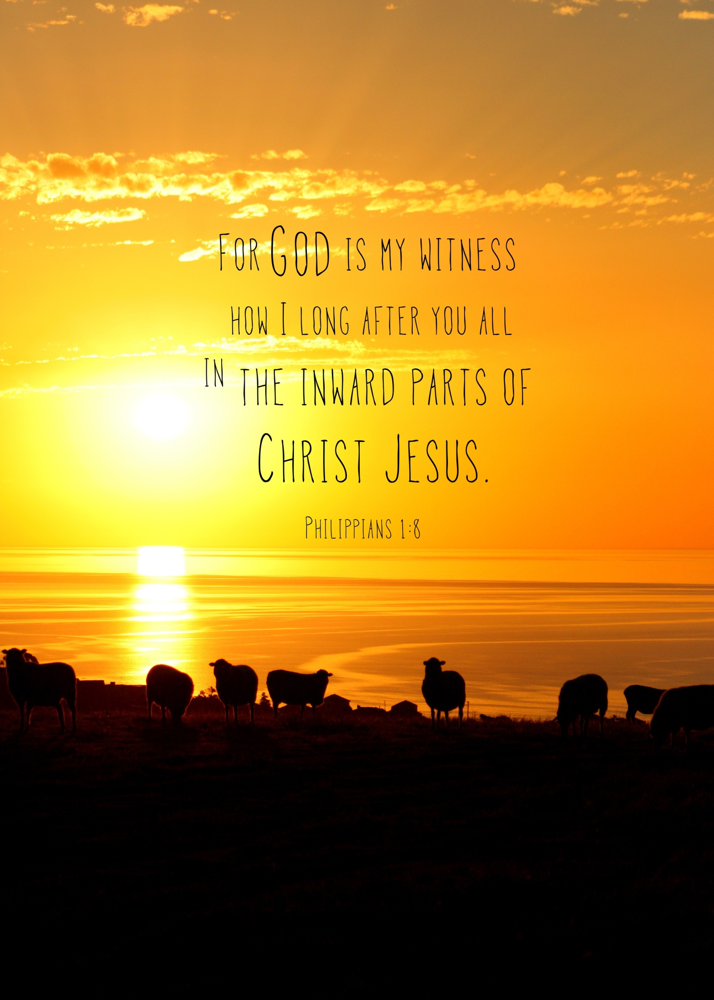 for God is my witness
how I long after you all
in the inward parts of
Christ Jesus.
Philippians 1:8